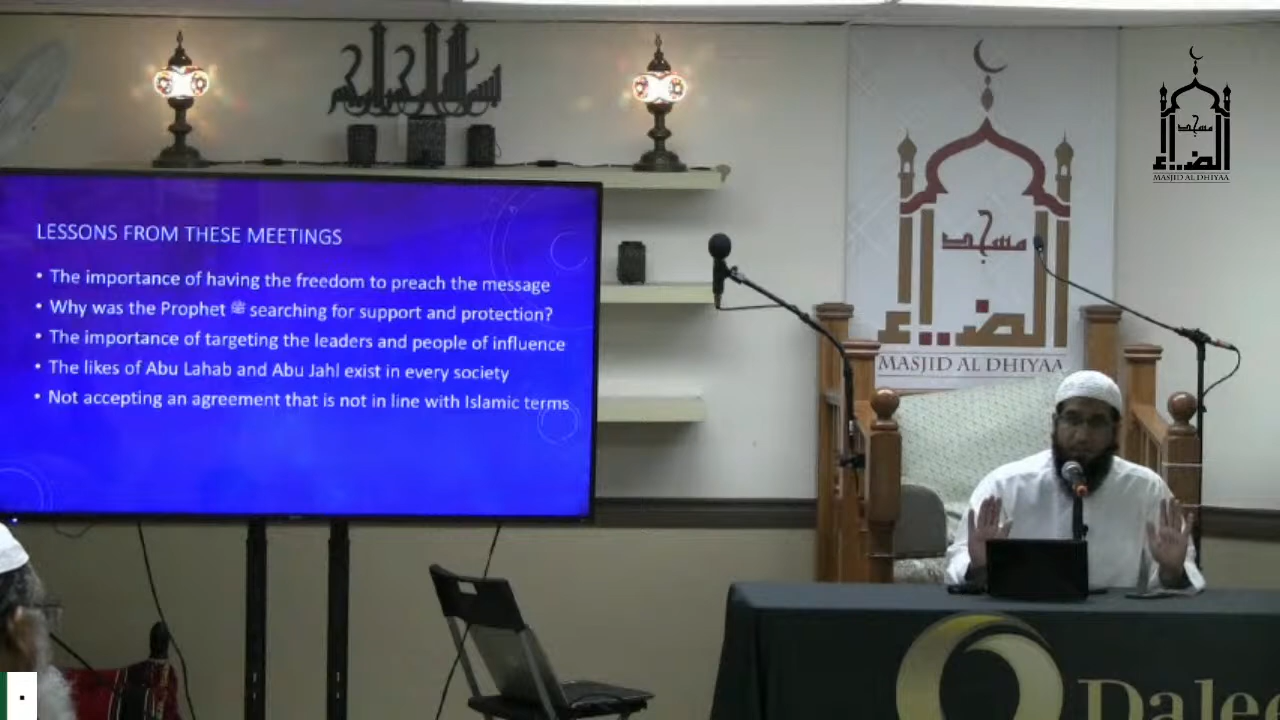 بسم الله الرحمن الرحيم
مسجد
الضياء
MASJID AL DHIYAA
LESSONS FROM THESE MEETINGS
• The importance of having the freedom to preach the message
• Why was the Prophet ﷺ searching for support and protection?
• The importance of targeting the leaders and people of influence
• The likes of Abu Lahab and Abu Jahl exist in every society
• Not accepting an agreement that is not in line with Islamic terms
مسجد
الضياء
MASJID AL DHIYAA
Dalee